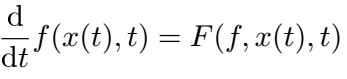 d/dt f(x(t), t) = F(f, x(t), t)